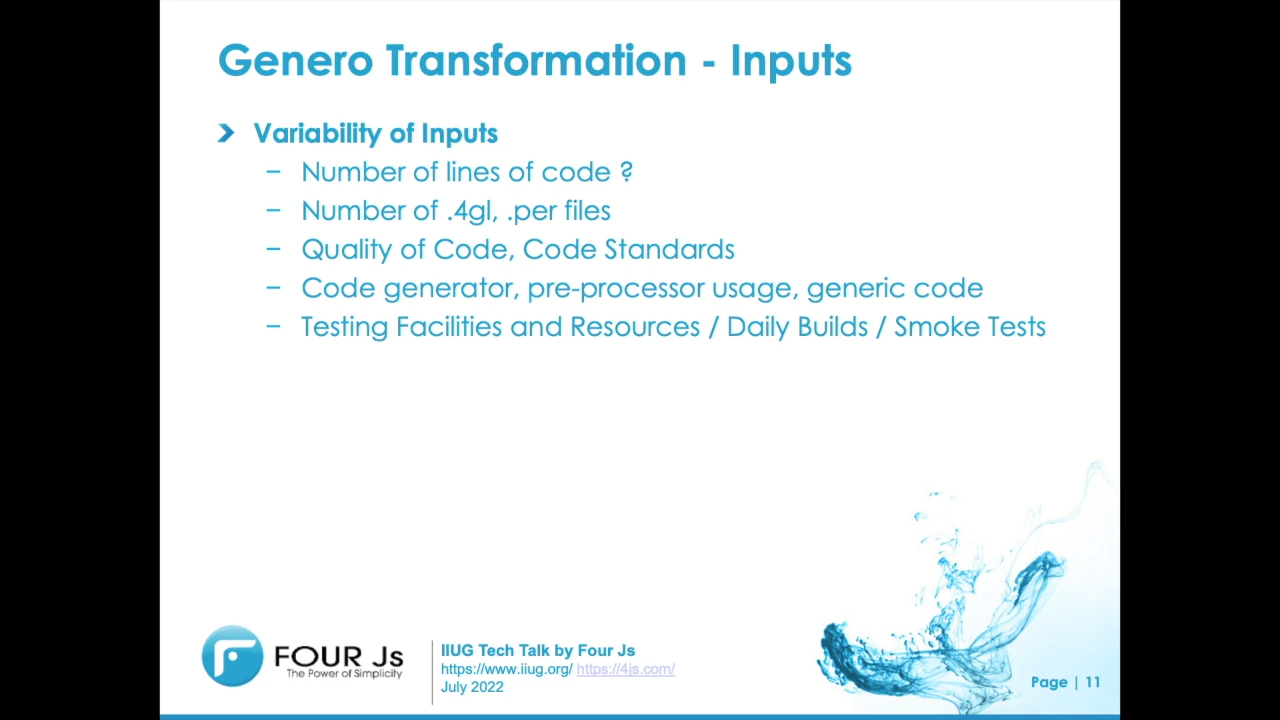 Genero Transformation - Inputs
Variability of Inputs
− Number of lines of code ?
− Number of .4gl, .per files
− Quality of Code, Code Standards
− Code generator, pre-processor usage, generic code
− Testing Facilities and Resources / Daily Builds / Smoke Tests
FOUR Js
The Power of Simplicity
IIUG Tech Talk by Four Js
https://www.iiug.org/ https://4js.com/
July 2022
Page | 11